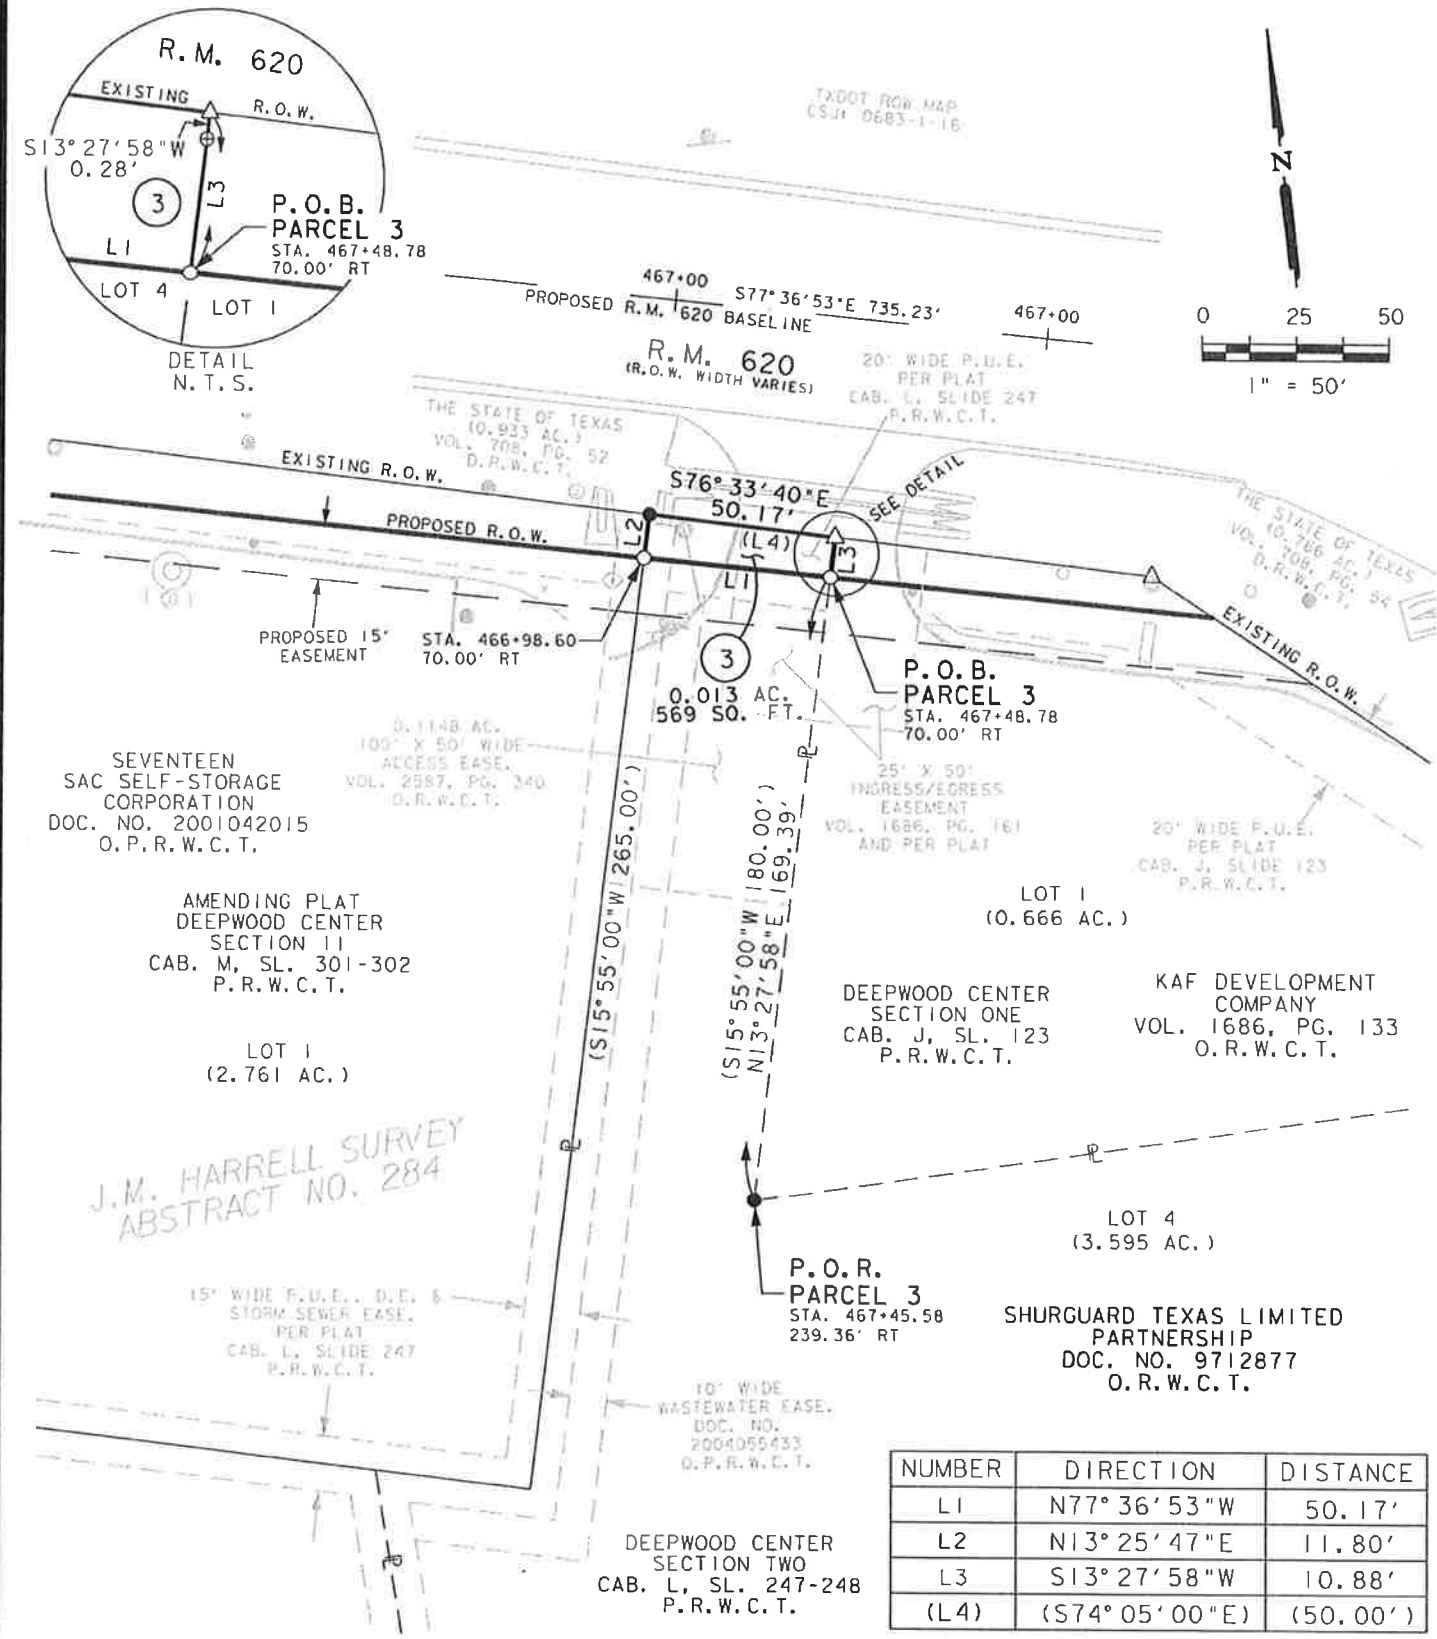 R.M. 620
EXISTING
R.O.W.
S13°27'58"W
0.28'
3
L3
P.O.B.
PARCEL 3
STA. 467+48.78
70.00' RT
L1
LOT 4
LOT 1
DETAIL
N.T.S.
TXDOT ROW MAP
CSJ# 0683-1-16
N
0 25 50
1" = 50'
467+00
S77°36'53"E 735.23'
467+00
PROPOSED R.M. 620 BASELINE
R.M. 620
(R.O.W. WIDTH VARIES)
20' WIDE P.U.E.
PER PLAT
CAB. L, SLIDE 247
P.R.W.C.T.
THE STATE OF TEXAS
(0.933 AC.)
VOL. 708, PG. 52
D.R.W.C.T.
EXISTING R.O.W.
PROPOSED R.O.W.
L2
S76°33'40"E
50.17'
(L4)
L1
L3
SEE DETAIL
THE STATE OF TEXAS
(0.786 AC.)
VOL. 708, PG. 54
D.R.W.C.T.
EXISTING R.O.W.
PROPOSED 15'
EASEMENT
STA. 466+98.60
70.00' RT
3
0.013 AC.
569 SQ. FT.
P.O.B.
PARCEL 3
STA. 467+48.78
70.00' RT
0.1148 AC.
100' X 50' WIDE
ACCESS EASE.
VOL. 2587, PG. 340
O.R.W.C.T.
25' X 50'
INGRESS/EGRESS
EASEMENT
VOL. 1686, PG. 161
AND PER PLAT
20' WIDE P.U.E.
PER PLAT
CAB. J, SLIDE 123
P.R.W.C.T.
SEVENTEEN
SAC SELF-STORAGE
CORPORATION
DOC. NO. 2001042015
O.P.R.W.C.T.
AMENDING PLAT
DEEPWOOD CENTER
SECTION II
CAB. M, SL. 301-302
P.R.W.C.T.
LOT 1
(2.761 AC.)
(S15°55'00"W 265.00')
(S15°55'00"W 180.00')
N13°27'58"E 169.39'
LOT 1
(0.666 AC.)
DEEPWOOD CENTER
SECTION ONE
CAB. J, SL. 123
P.R.W.C.T.
KAF DEVELOPMENT
COMPANY
VOL. 1686, PG. 133
O.R.W.C.T.
J.M. HARRELL SURVEY
ABSTRACT NO. 284
LOT 4
(3.595 AC.)
P.O.R.
PARCEL 3
STA. 467+45.58
239.36' RT
SHURGUARD TEXAS LIMITED
PARTNERSHIP
DOC. NO. 9712877
O.R.W.C.T.
15' WIDE P.U.E., D.E. &
STORM SEWER EASE.
PER PLAT
CAB. L, SLIDE 247
P.R.W.C.T.
10' WIDE
WASTEWATER EASE.
DOC. NO.
2004055433
O.P.R.W.C.T.
DEEPWOOD CENTER
SECTION TWO
CAB. L, SL. 247-248
P.R.W.C.T.
NUMBER DIRECTION DISTANCE
L1 N77°36'53"W 50.17'
L2 N13°25'47"E 11.80'
L3 S13°27'58"W 10.88'
(L4) (S74°05'00"E) (50.00')